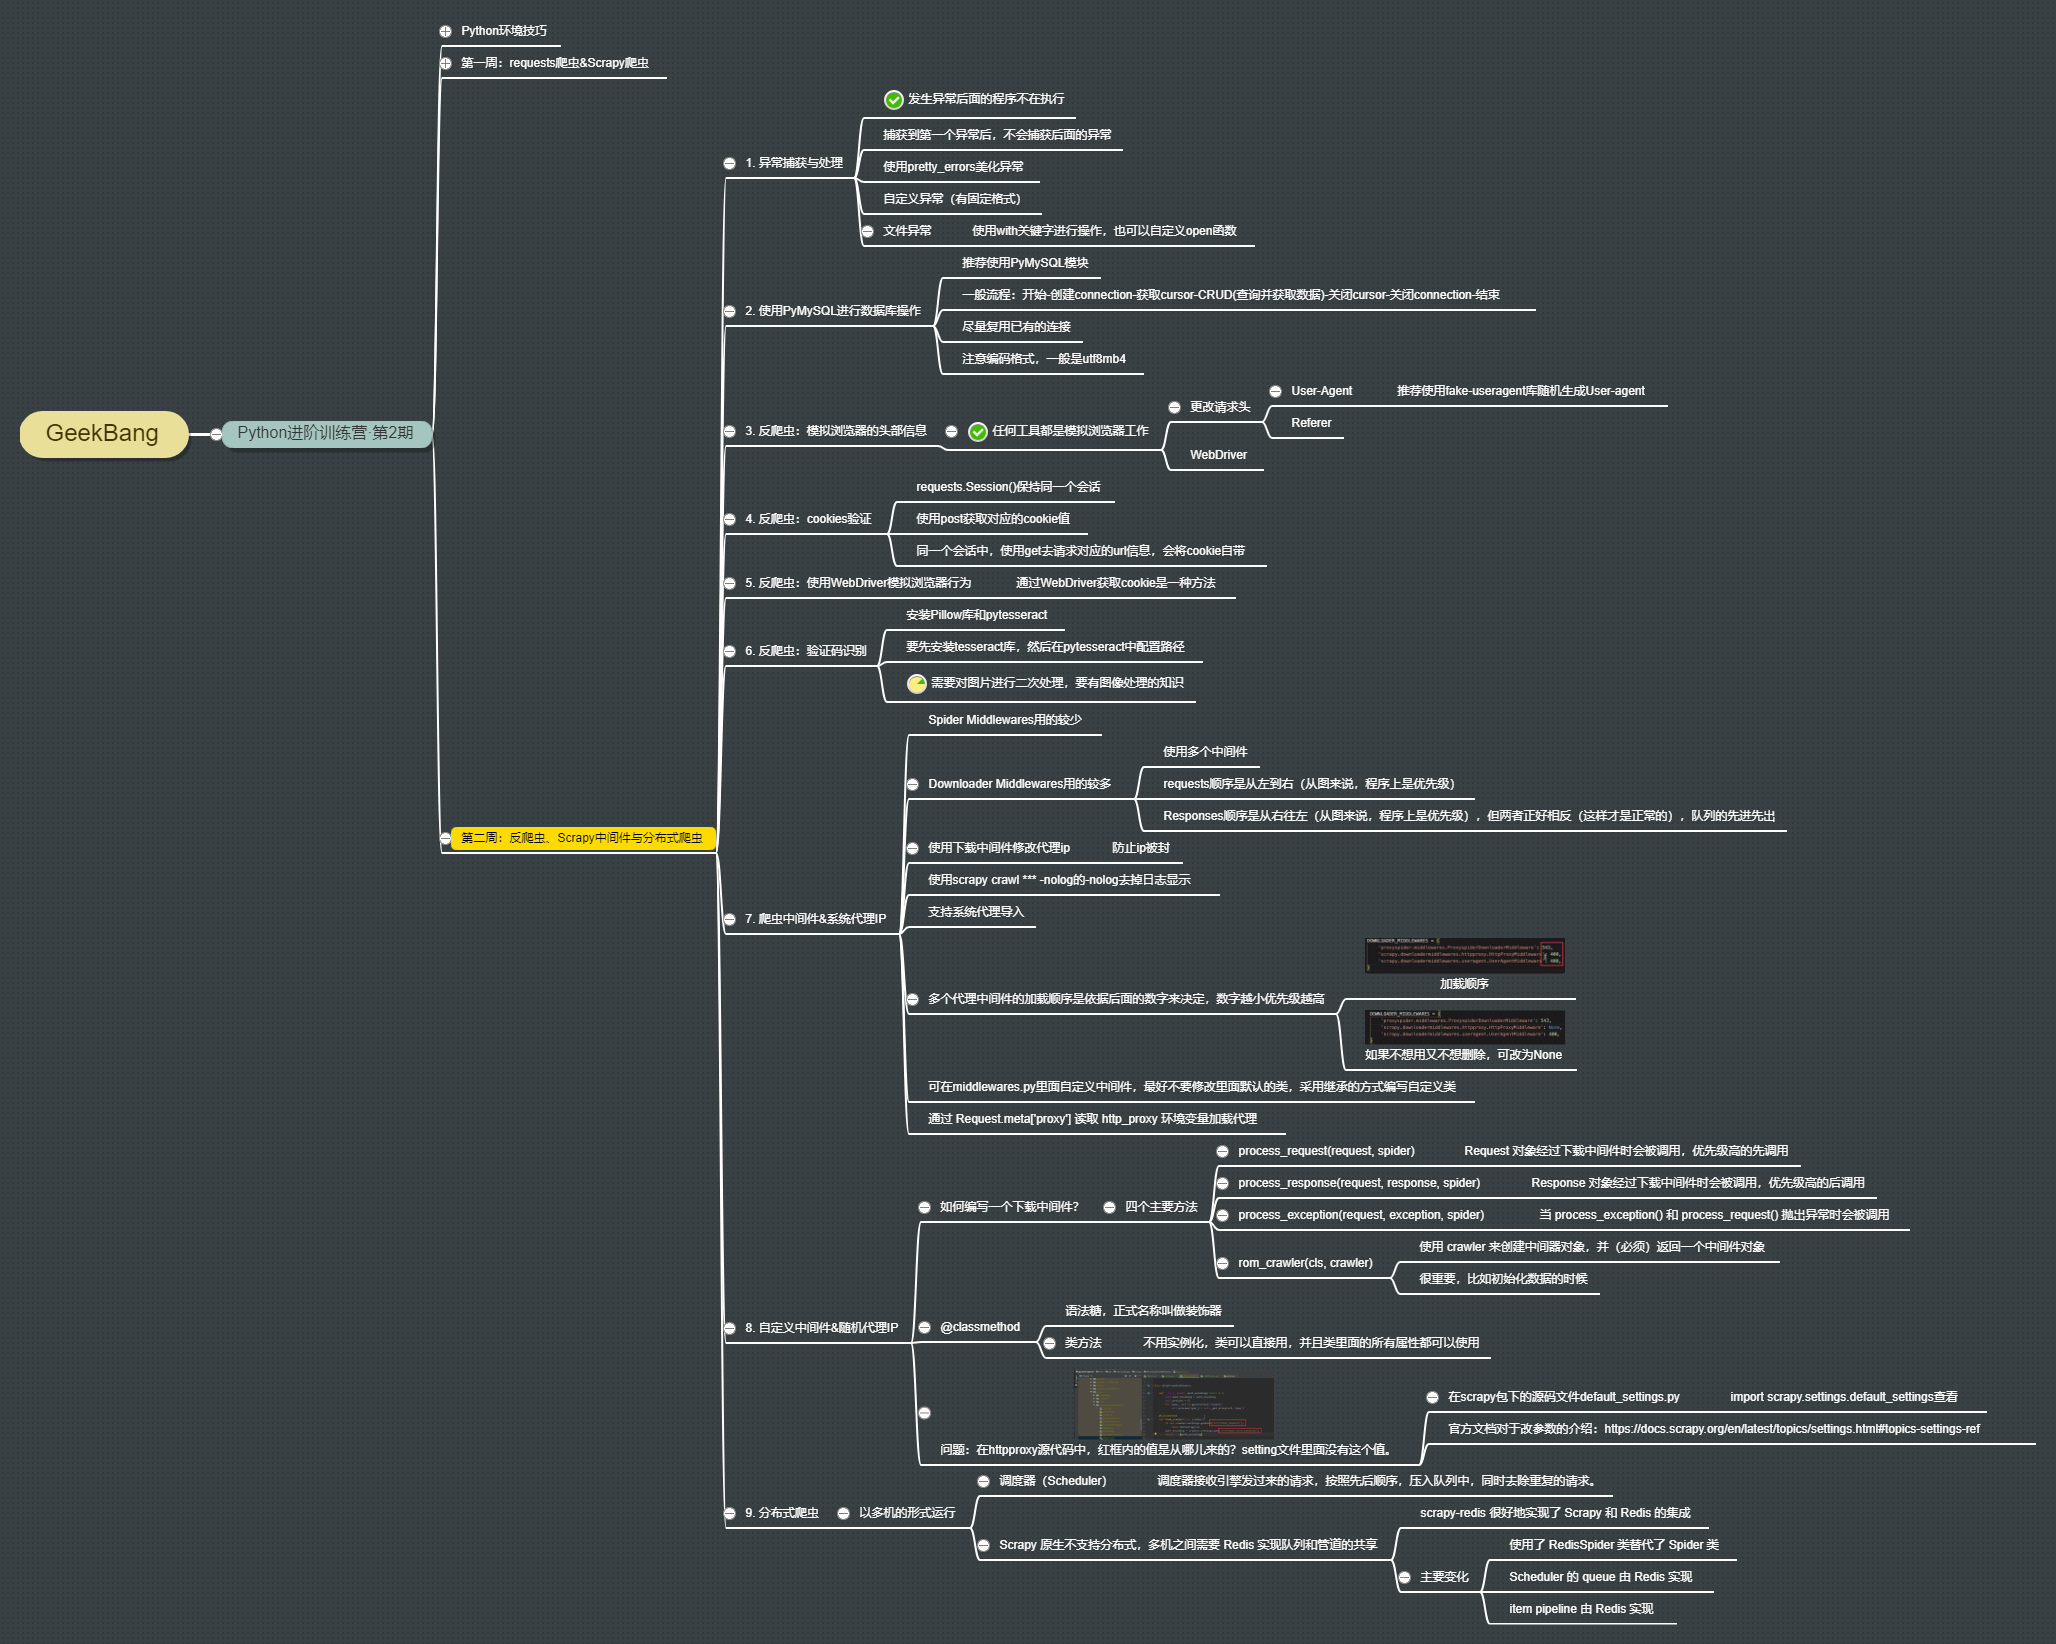 GeekBang
Python进阶训练营·第2期
Python环境技巧
第一周：requests爬虫&Scrapy爬虫
第二周：反爬虫、Scrapy中间件与分布式爬虫
1. 异常捕获与处理
发生异常后面的程序不在执行
捕获到第一个异常后，不会捕获后面的异常
使用pretty_errors美化异常
自定义异常（有固定格式）
文件异常
使用with关键字进行操作，也可以自定义open函数
2. 使用PyMySQL进行数据库操作
推荐使用PyMySQL模块
一般流程：开始-创建connection-获取cursor-CRUD(查询并获取数据)-关闭cursor-关闭connection-结束
尽量复用已有的连接
注意编码格式，一般是utf8mb4
3. 反爬虫：模拟浏览器的头部信息
任何工具都是模拟浏览器工作
更改请求头
User-Agent
推荐使用fake-useragent库随机生成User-agent
Referer
WebDriver
4. 反爬虫：cookies验证
requests.Session()保持同一个会话
使用post获取对应的cookie值
同一个会话中，使用get去请求对应的url信息，会将cookie自带
5. 反爬虫：使用WebDriver模拟浏览器行为
通过WebDriver获取cookie是一种方法
6. 反爬虫：验证码识别
安装Pillow库和pytesseract
要先安装tesseract库，然后在pytesseract中配置路径
需要对图片进行二次处理，要有图像处理的知识
7. 爬虫中间件&系统代理IP
Spider Middlewares用的较少
Downloader Middlewares用的较多
使用多个中间件
requests顺序是从左到右（从图来说，程序上是优先级）
Responses顺序是从右往左（从图来说，程序上是优先级），但两者正好相反（这样才是正常的），队列的先进先出
使用下载中间件修改代理ip
防止ip被封
使用scrapy crawl *** -nolog的-nolog去掉日志显示
支持系统代理导入
多个代理中间件的加载顺序是依据后面的数字来决定，数字越小优先级越高
DOWNLOADER_MIDDLEWARES = {
'proxyspider.middlewares.ProxyspiderDownloaderMiddleware': 543,
'scrapy.downloadermiddlewares.httpproxy.HttpProxyMiddleware': 400,
'scrapy.downloadermiddlewares.useragent.UserAgentMiddleware': 400,
}
加载顺序
DOWNLOADER_MIDDLEWARES = {
'proxyspider.middlewares.ProxyspiderDownloaderMiddleware': 543,
'scrapy.downloadermiddlewares.httpproxy.HttpProxyMiddleware': None,
'scrapy.downloadermiddlewares.useragent.UserAgentMiddleware': 400,
}
如果不想用又不想删除，可改为None
可在middlewares.py里面自定义中间件，最好不要修改里面默认的类，采用继承的方式编写自定义类
通过 Request.meta['proxy'] 读取 http_proxy 环境变量加载代理
8. 自定义中间件&随机代理IP
如何编写一个下载中间件？
四个主要方法
process_request(request, spider)
Request 对象经过下载中间件时会被调用，优先级高的先调用
process_response(request, response, spider)
Response 对象经过下载中间件时会被调用，优先级高的后调用
process_exception(request, exception, spider)
当 process_exception() 和 process_request() 抛出异常时会被调用
rom_crawler(cls, crawler)
使用 crawler 来创建中间器对象，并（必须）返回一个中间件对象
很重要，比如初始化数据的时候
@classmethod
语法糖，正式名称叫做装饰器
类方法
不用实例化，类可以直接用，并且类里面的所有属性都可以使用
问题：在httpproxy源代码中，红框内的值是从哪儿来的？setting文件里面没有这个值。
在scrapy包下的源码文件default_settings.py
import scrapy.settings.default_settings查看
官方文档对于改参数的介绍：https://docs.scrapy.org/en/latest/topics/settings.html#topics-settings-ref
9. 分布式爬虫
以多机的形式运行
调度器（Scheduler）
调度器接收引擎发过来的请求，按照先后顺序，压入队列中，同时去除重复的请求。
Scrapy 原生不支持分布式，多机之间需要 Redis 实现队列和管道的共享
scrapy-redis 很好地实现了 Scrapy 和 Redis 的集成
主要变化
使用了 RedisSpider 类替代了 Spider 类
Scheduler 的 queue 由 Redis 实现
item pipeline 由 Redis 实现